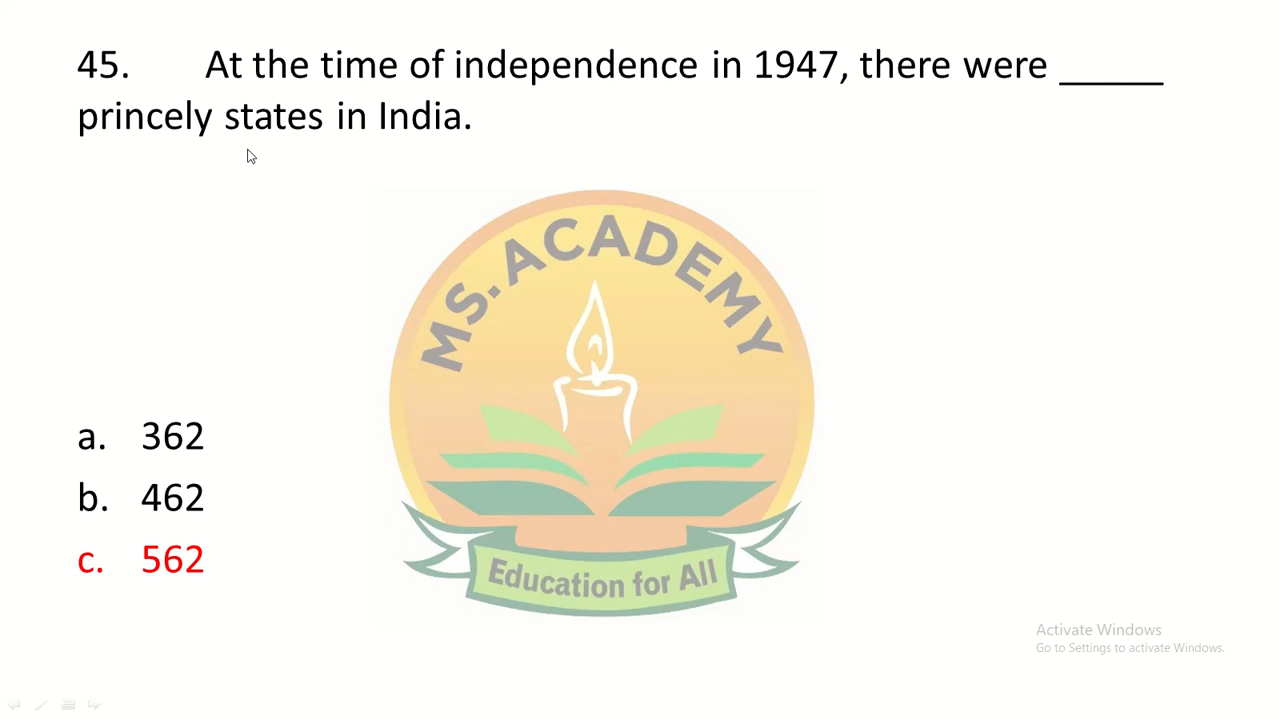 45. At the time of independence in 1947, there were _____
princely states in India.
MS. ACADEMY
a. 362
b. 462
c. 562
Education for All
Activate Windows
Go to Settings to activate Windows.